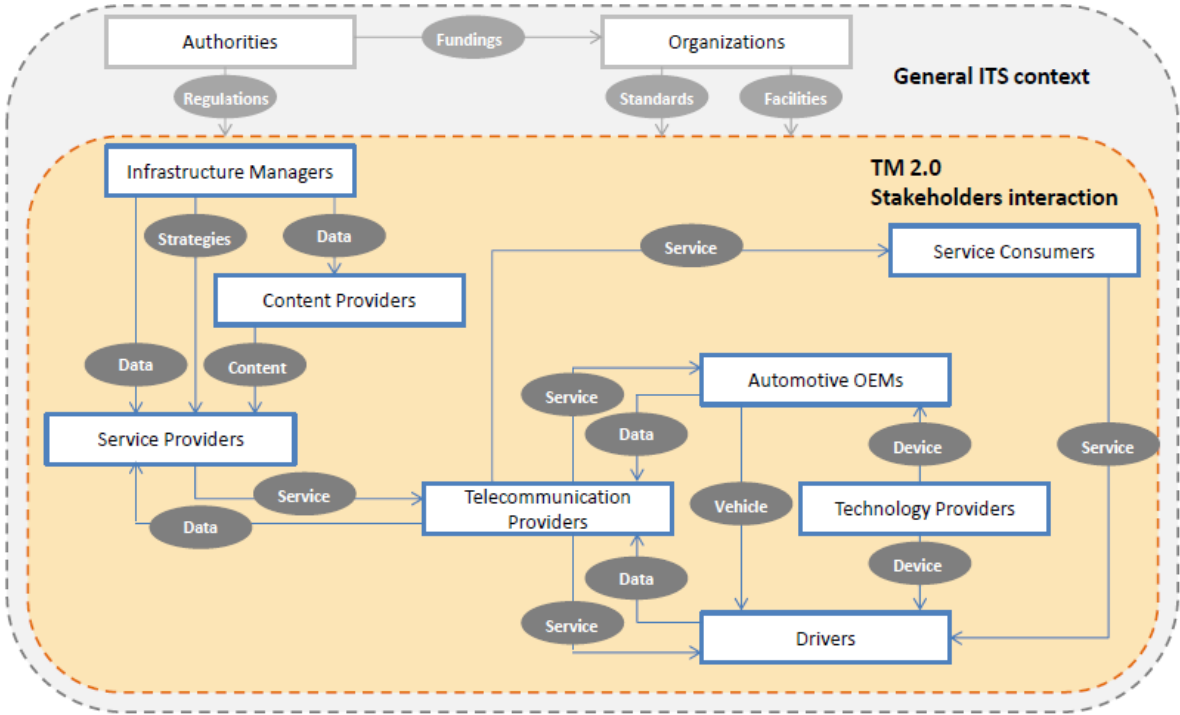 Authorities
Fundings
Organizations
General ITS context
Regulations
Standards
Facilities
Infrastructure Managers
TM 2.0
Stakeholders interaction
Strategies
Data
Service
Service Consumers
Content Providers
Data
Content
Automotive OEMs
Service
Data
Service Providers
Device
Service
Service
Telecommunication
Providers
Vehicle
Technology Providers
Data
Device
Data
Service
Drivers